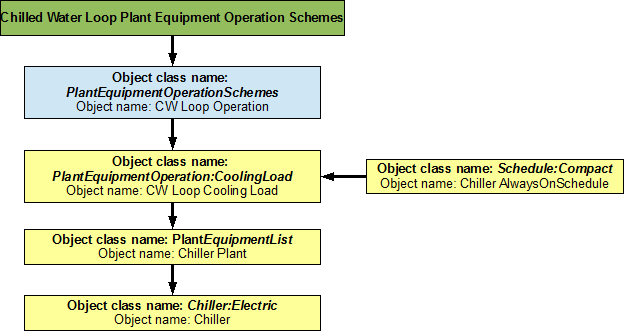 Chilled Water Loop Plant Equipment Operation Schemes
Object class name:
PlantEquipmentOperationSchemes
Object name: CW Loop Operation
Object class name:
PlantEquipmentOperation:CoolingLoad
Object name: CW Loop Cooling Load
Object class name: Schedule:Compact
Object name: Chiller AlwaysOnSchedule
Object class name: PlantEquipmentList
Object name: Chiller Plant
Object class name: Chiller:Electric
Object name: Chiller